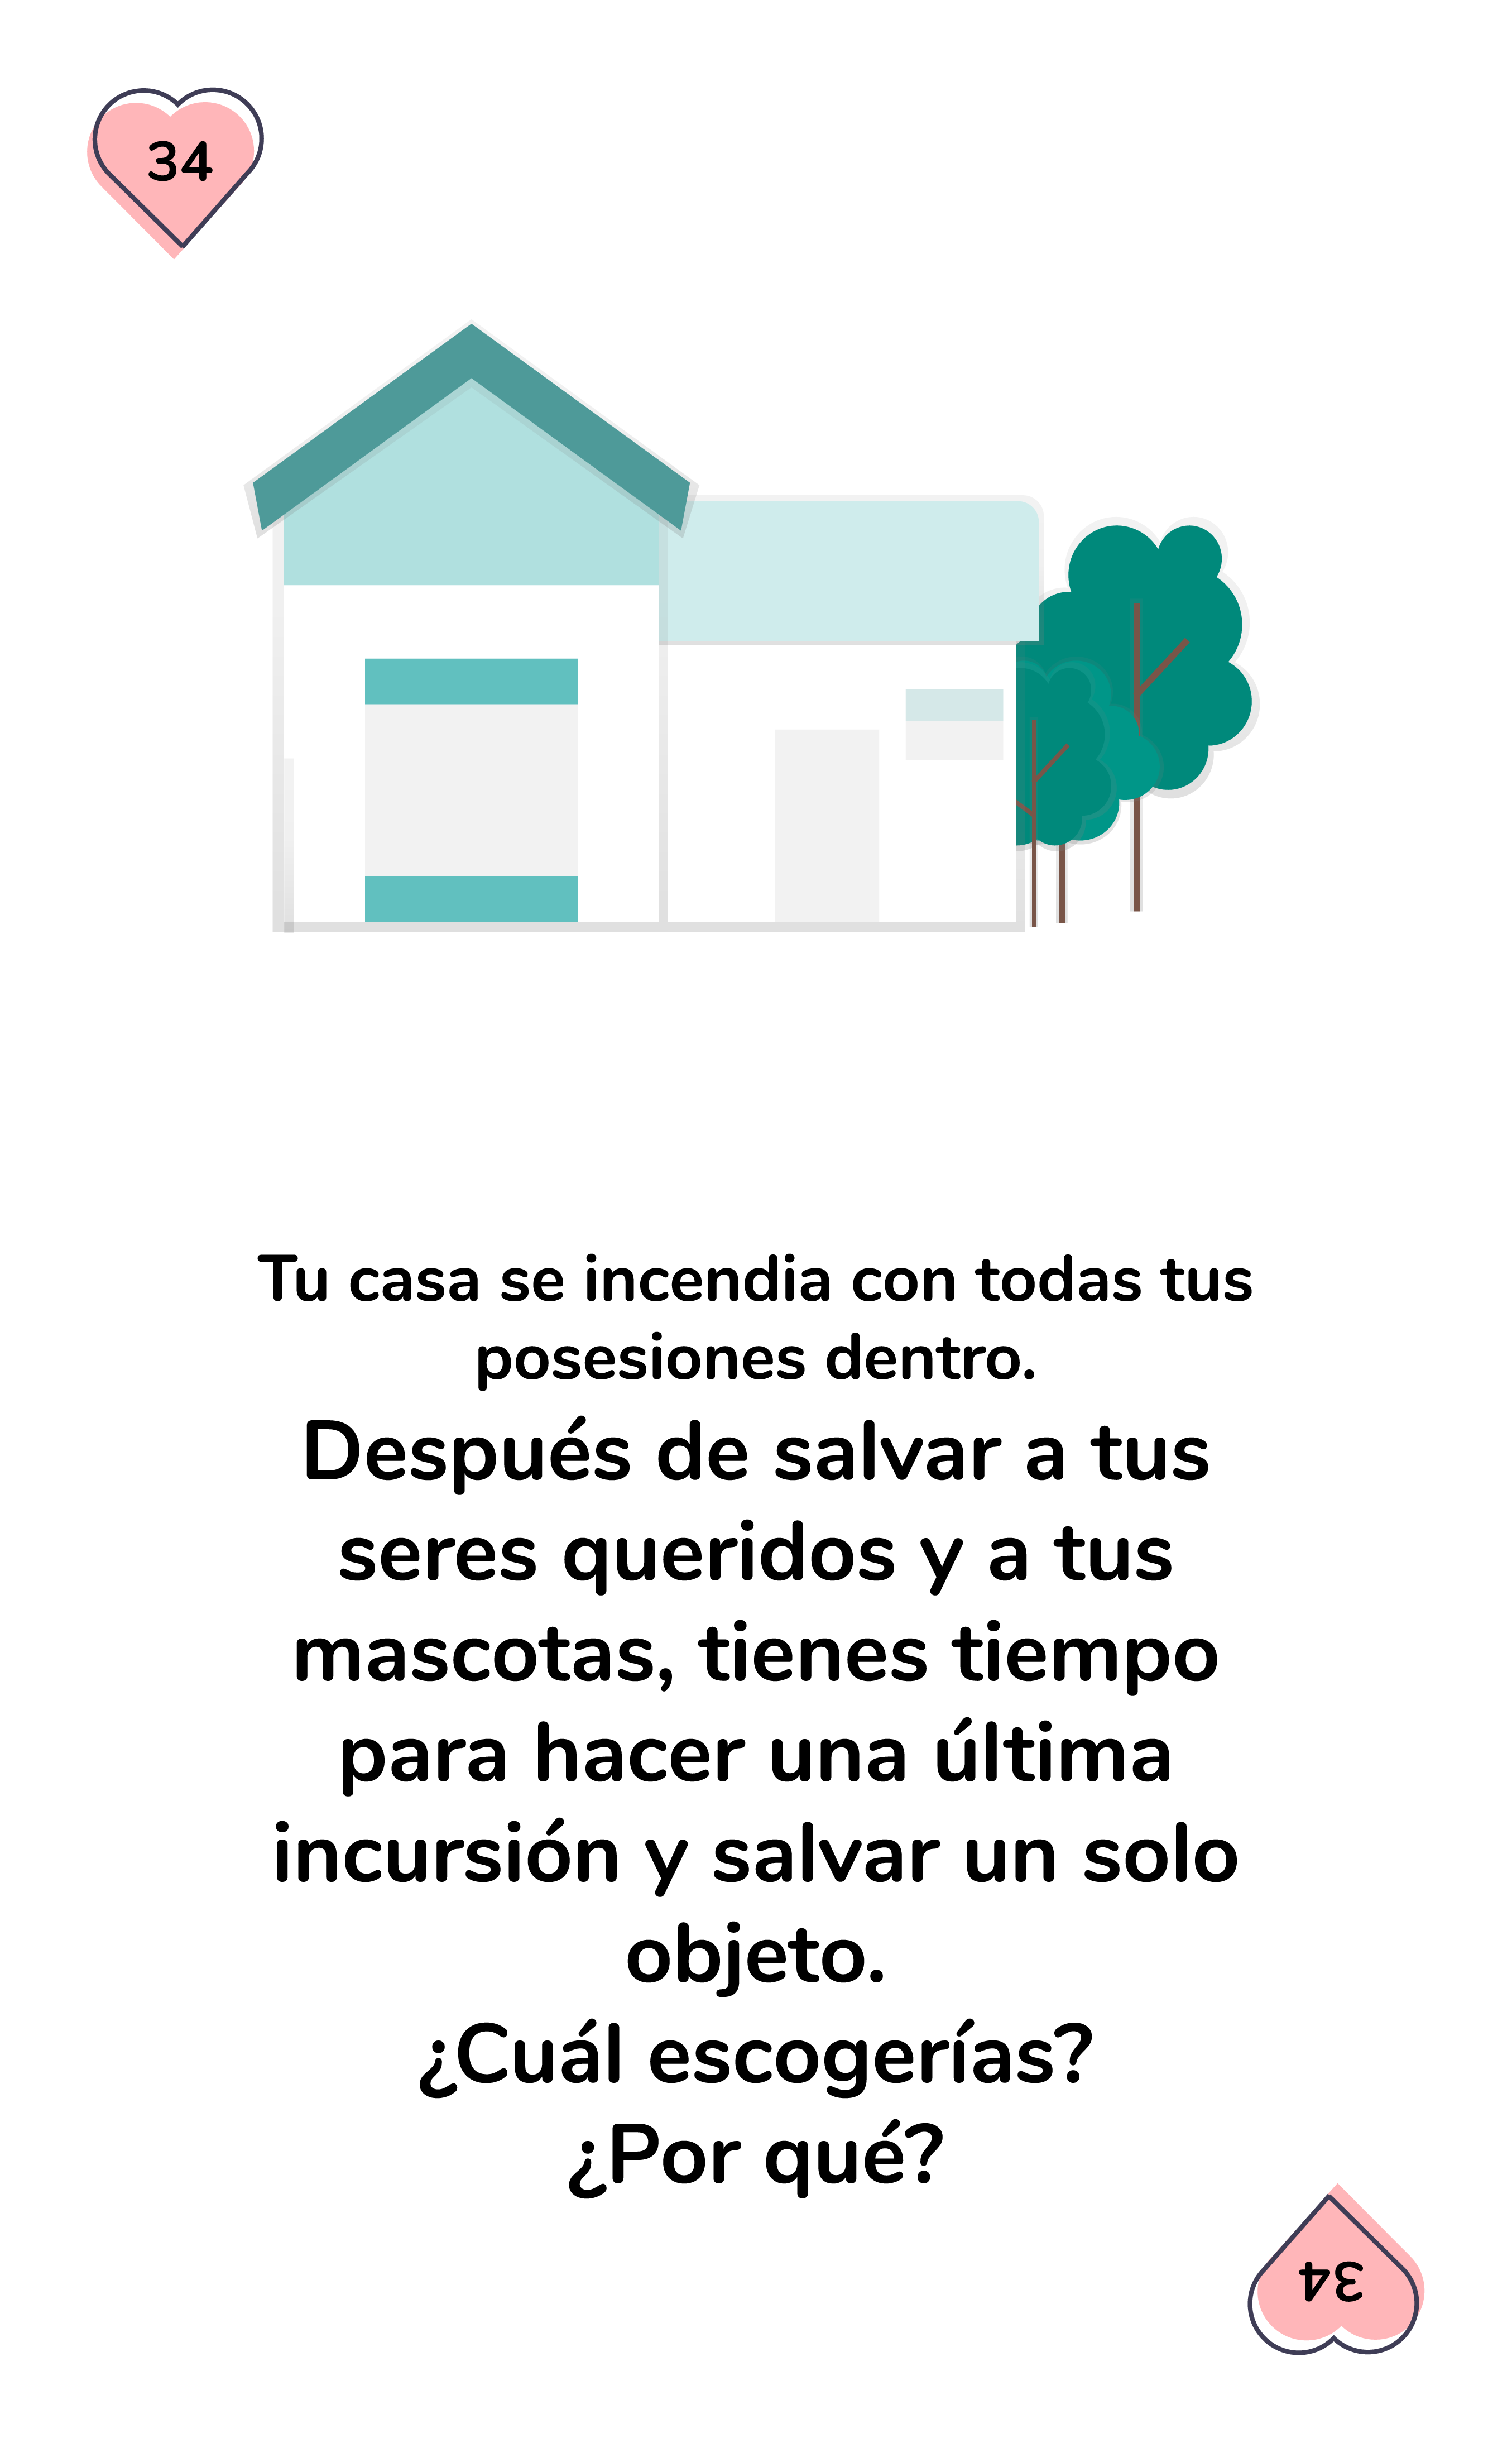 34
Tu casa se incendia con todas tus
posesiones dentro.
Después de salvar a tus
seres queridos y a tus
mascotas, tienes tiempo
para hacer una última
incursión y salvar un solo
objeto.
¿Cuál escogerías?
¿Por qué?
34